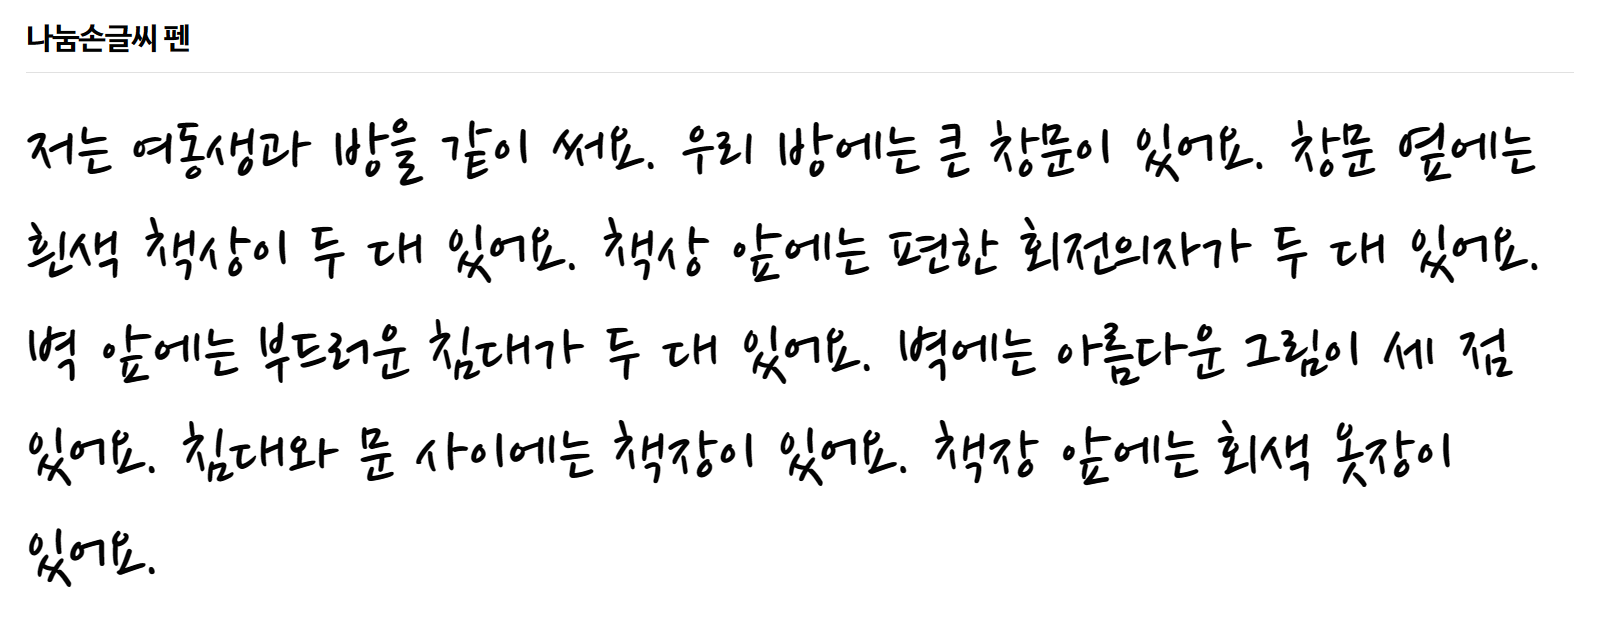 나눔손글씨 펜
저는 여동생과 방을 같이 써요. 우리 방에는 큰 창문이 있어요. 창문 옆에는
흰색 책상이 두 대 있어요. 책상 앞에는 편한 회전의자가 두 대 있어요.
벽 앞에는 부드러운 침대가 두 대 있어요. 벽에는 아름다운 그림이 세 점
있어요. 침대와 문 사이에는 책장이 있어요. 책장 앞에는 회색 옷장이
있어요.